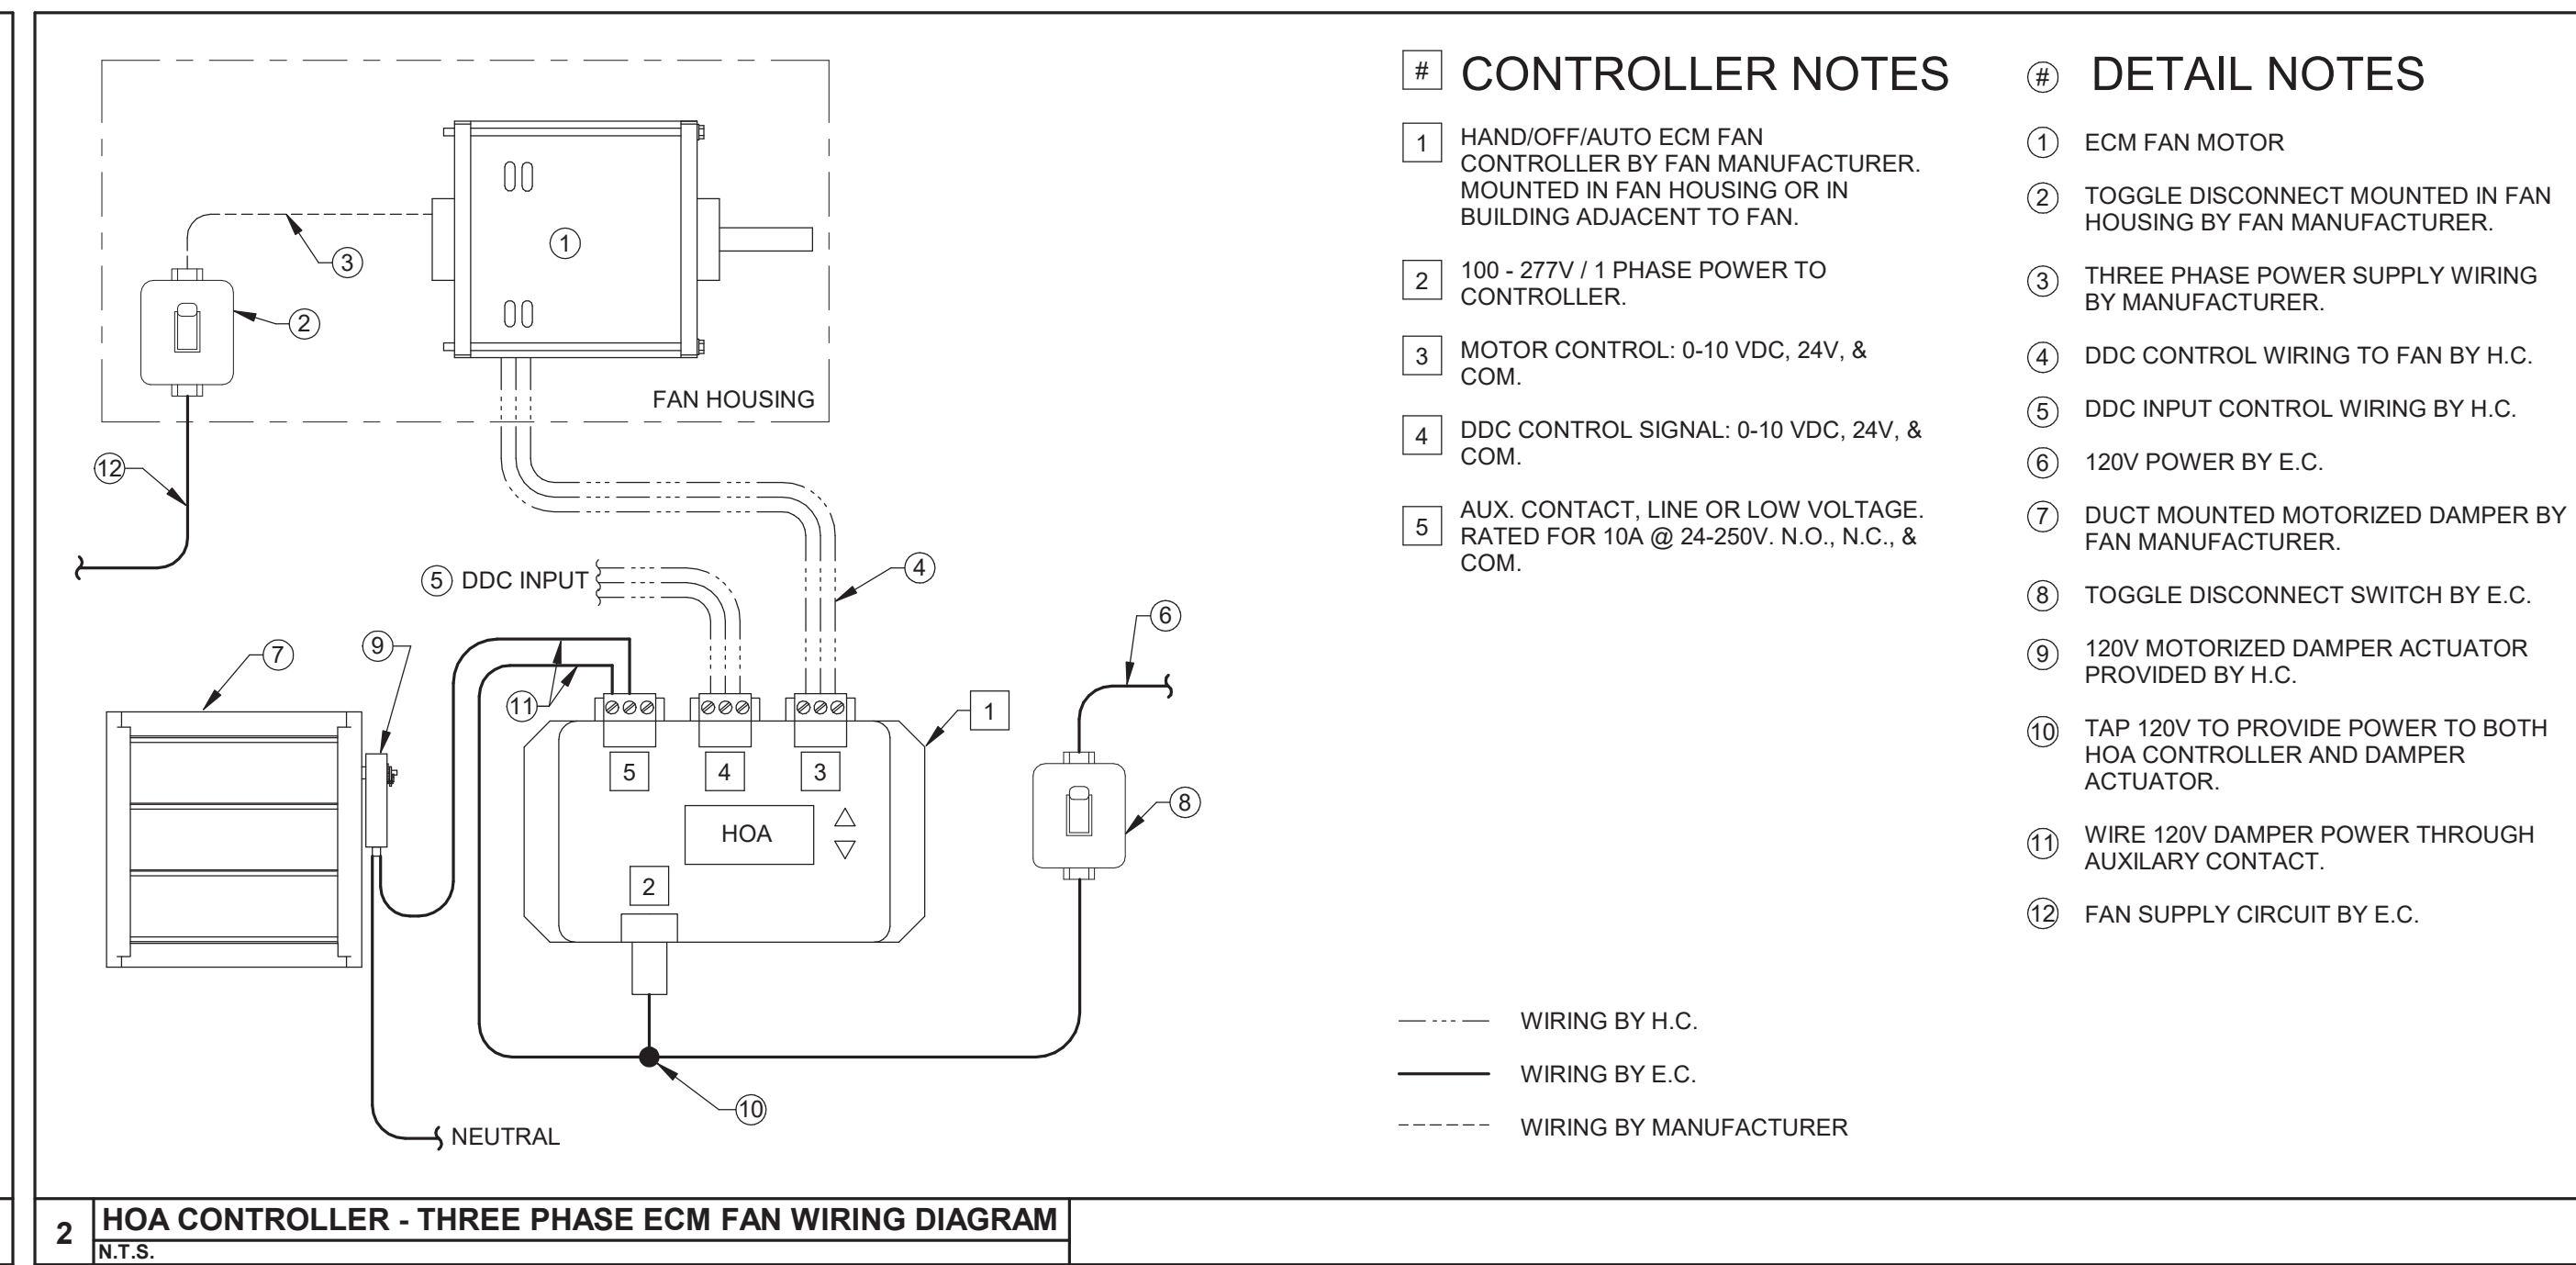 1
3
2
FAN HOUSING
12
5 DDC INPUT
4
6
7
9
11
1
5
4
3
8
HOA
2
10
NEUTRAL
# CONTROLLER NOTES
1 HAND/OFF/AUTO ECM FAN
CONTROLLER BY FAN MANUFACTURER.
MOUNTED IN FAN HOUSING OR IN
BUILDING ADJACENT TO FAN.
2 100 - 277V / 1 PHASE POWER TO
CONTROLLER.
3 MOTOR CONTROL: 0-10 VDC, 24V, &
COM.
4 DDC CONTROL SIGNAL: 0-10 VDC, 24V, &
COM.
5 AUX. CONTACT, LINE OR LOW VOLTAGE.
RATED FOR 10A @ 24-250V. N.O., N.C., &
COM.
WIRING BY H.C.
WIRING BY E.C.
WIRING BY MANUFACTURER
# DETAIL NOTES
1 ECM FAN MOTOR
2 TOGGLE DISCONNECT MOUNTED IN FAN
HOUSING BY FAN MANUFACTURER.
3 THREE PHASE POWER SUPPLY WIRING
BY MANUFACTURER.
4 DDC CONTROL WIRING TO FAN BY H.C.
5 DDC INPUT CONTROL WIRING BY H.C.
6 120V POWER BY E.C.
7 DUCT MOUNTED MOTORIZED DAMPER BY
FAN MANUFACTURER.
8 TOGGLE DISCONNECT SWITCH BY E.C.
9 120V MOTORIZED DAMPER ACTUATOR
PROVIDED BY H.C.
10 TAP 120V TO PROVIDE POWER TO BOTH
HOA CONTROLLER AND DAMPER
ACTUATOR.
11 WIRE 120V DAMPER POWER THROUGH
AUXILARY CONTACT.
12 FAN SUPPLY CIRCUIT BY E.C.
2 HOA CONTROLLER - THREE PHASE ECM FAN WIRING DIAGRAM
N.T.S.